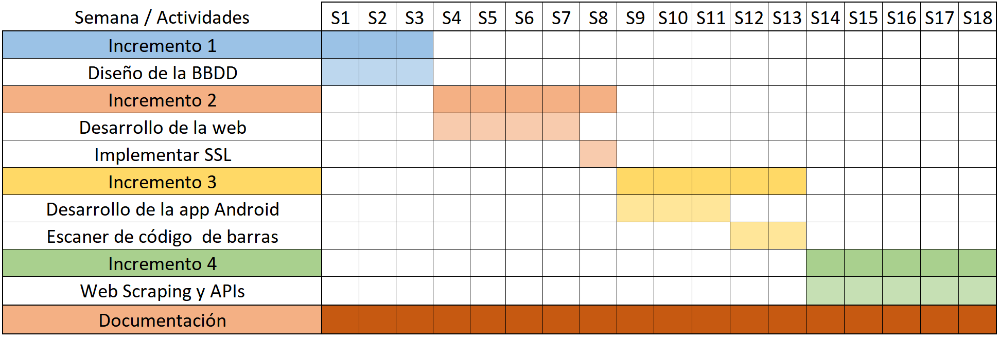 Semana / Actividades S1 S2 S3 S4 S5 S6 S7 S8 S9 S10 S11 S12 S13 S14 S15 S16 S17 S18
Incremento 1
Diseño de la BBDD
Incremento 2
Desarrollo de la web
Implementar SSL
Incremento 3
Desarrollo de la app Android
Escaner de código  de barras
Incremento 4
Web Scraping y APIs
Documentación